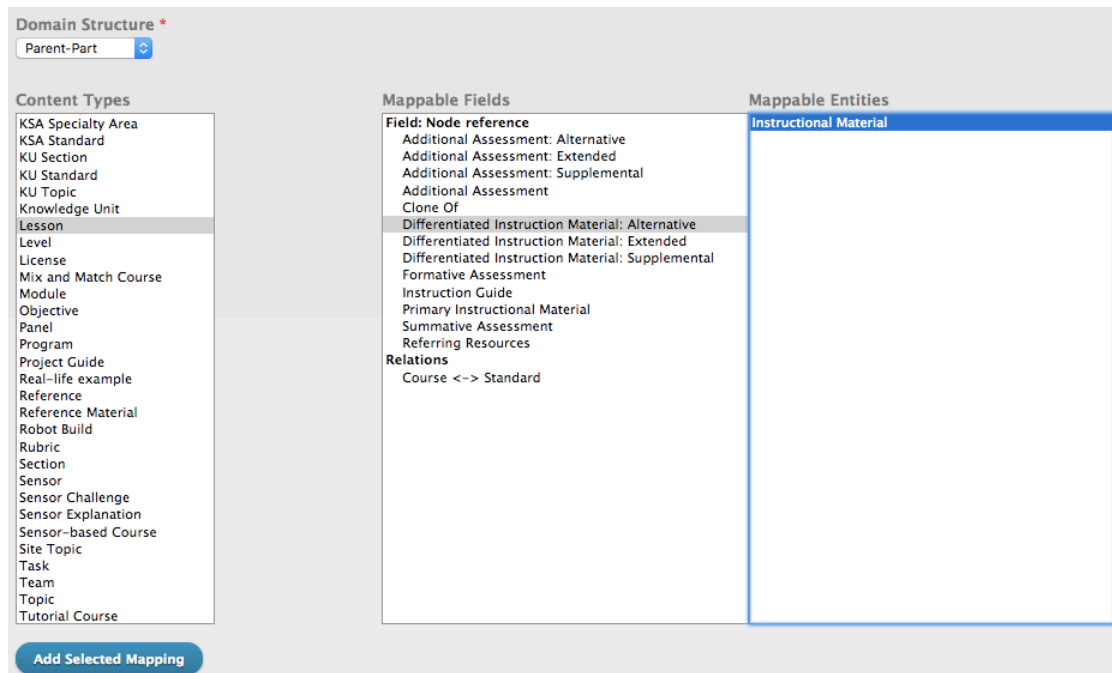 Domain Structure *
Parent-Part
Content Types
KSA Specialty Area
KSA Standard
KU Section
KU Standard
KU Topic
Knowledge Unit
Lesson
Level
License
Mix and Match Course
Module
Objective
Panel
Program
Project Guide
Real-life example
Reference
Reference Material
Robot Build
Rubric
Section
Sensor
Sensor Challenge
Sensor Explanation
Sensor-based Course
Site Topic
Task
Team
Topic
Tutorial Course
Mappable Fields
Field: Node reference
Additional Assessment: Alternative
Additional Assessment: Extended
Additional Assessment: Supplemental
Additional Assessment
Clone Of
Differentiated Instruction Material: Alternative
Differentiated Instruction Material: Extended
Differentiated Instruction Material: Supplemental
Formative Assessment
Instruction Guide
Primary Instructional Material
Summative Assessment
Referring Resources
Relations
Course <-> Standard
Mappable Entities
Instructional Material
Add Selected Mapping